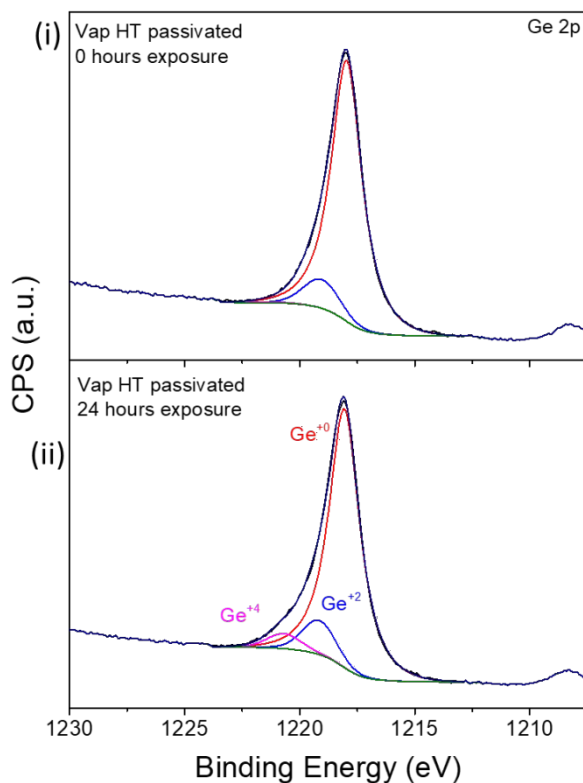 (i)
Vap HT passivated
0 hours exposure
Ge 2p
CPS (a.u.)
(ii)
Vap HT passivated
24 hours exposure
Ge⁺⁰
Ge⁺⁴
Ge⁺²
1230 1225 1220 1215 1210
Binding Energy (eV)